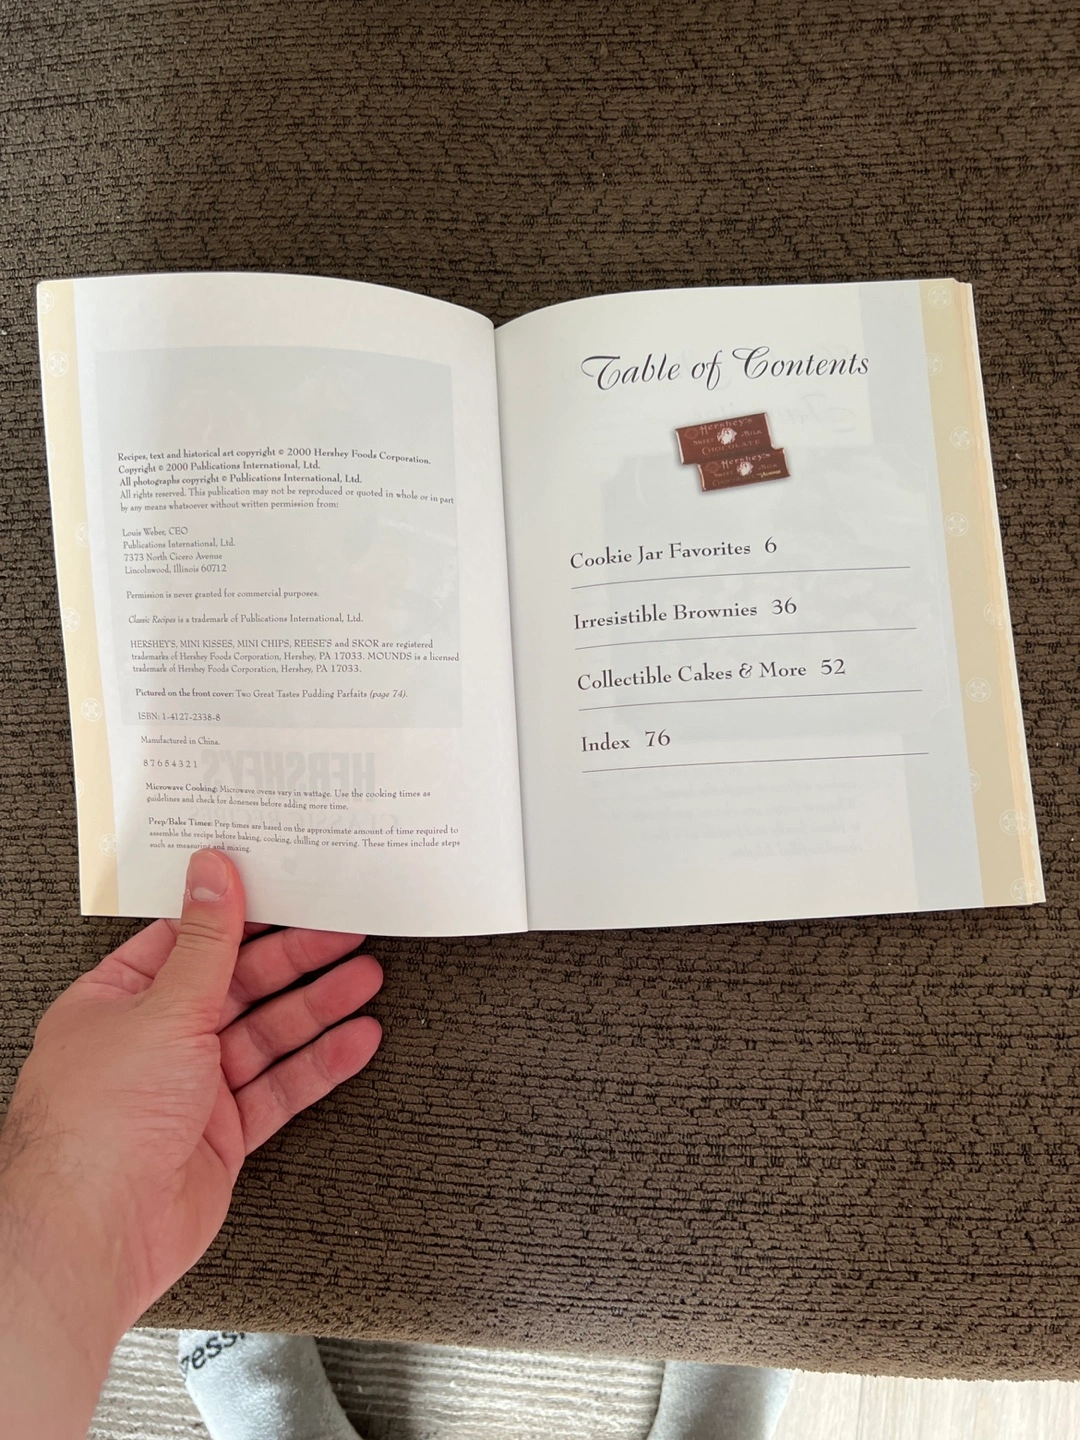 Recipes, text and historical art copyright © 2000 Hershey Foods Corporation.
Copyright © 2000 Publications International, Ltd.
All photographs copyright © Publications International, Ltd.
All rights reserved. This publication may not be reproduced or quoted in whole or in part
by any means whatsoever without written permission from:
Louis Weber, CEO
Publications International, Ltd.
7373 North Cicero Avenue
Lincolnwood, Illinois 60712
Permission is never granted for commercial purposes.
Classic Recipes is a trademark of Publications International, Ltd.
HERSHEY'S, MINI KISSES, MINI CHIPS, REESE'S and SKOR are registered
trademarks of Hershey Foods Corporation, Hershey, PA 17033. MOUNDS is a licensed
trademark of Hershey Foods Corporation, Hershey, PA 17033.
Pictured on the front cover: Two Great Tastes Pudding Parfaits (page 74).
ISBN: 1-4127-2338-8
Manufactured in China.
8 7 6 5 4 3 2 1
Microwave Cooking: Microwave ovens vary in wattage. Use the cooking times as
guidelines and check for doneness before adding more time.
Prep/Bake Times: Prep times are based on the approximate amount of time required to
assemble the recipe before baking, cooking, chilling or serving. These times include steps
such as measuring and mixing.
Table of Contents
Hershey's
SWEET MILK
CHOCOLATE
Hershey's
MILK
Cookie Jar Favorites 6
Irresistible Brownies 36
Collectible Cakes & More 52
Index 76